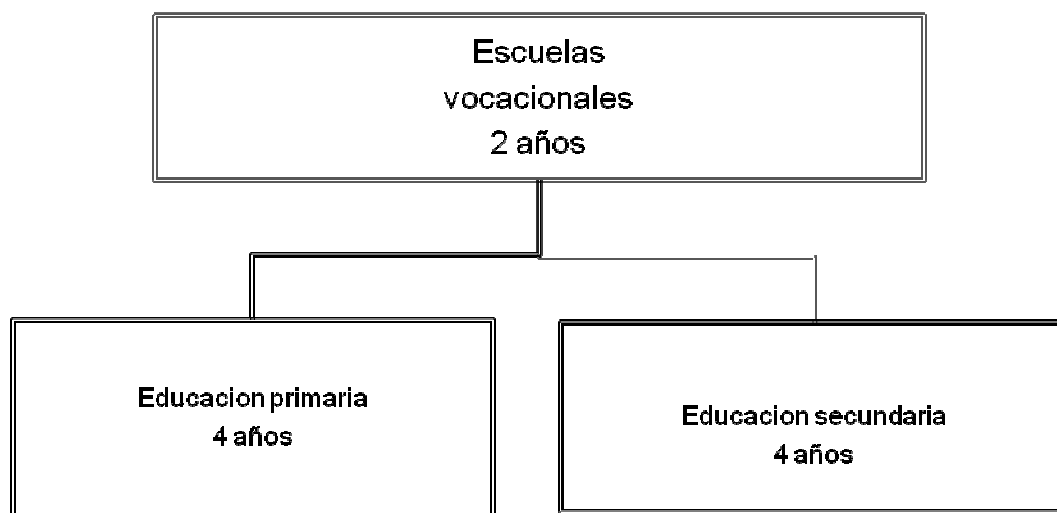 Escuelas
vocacionales
2 años
Educacion primaria
4 años
Educacion secundaria
4 años